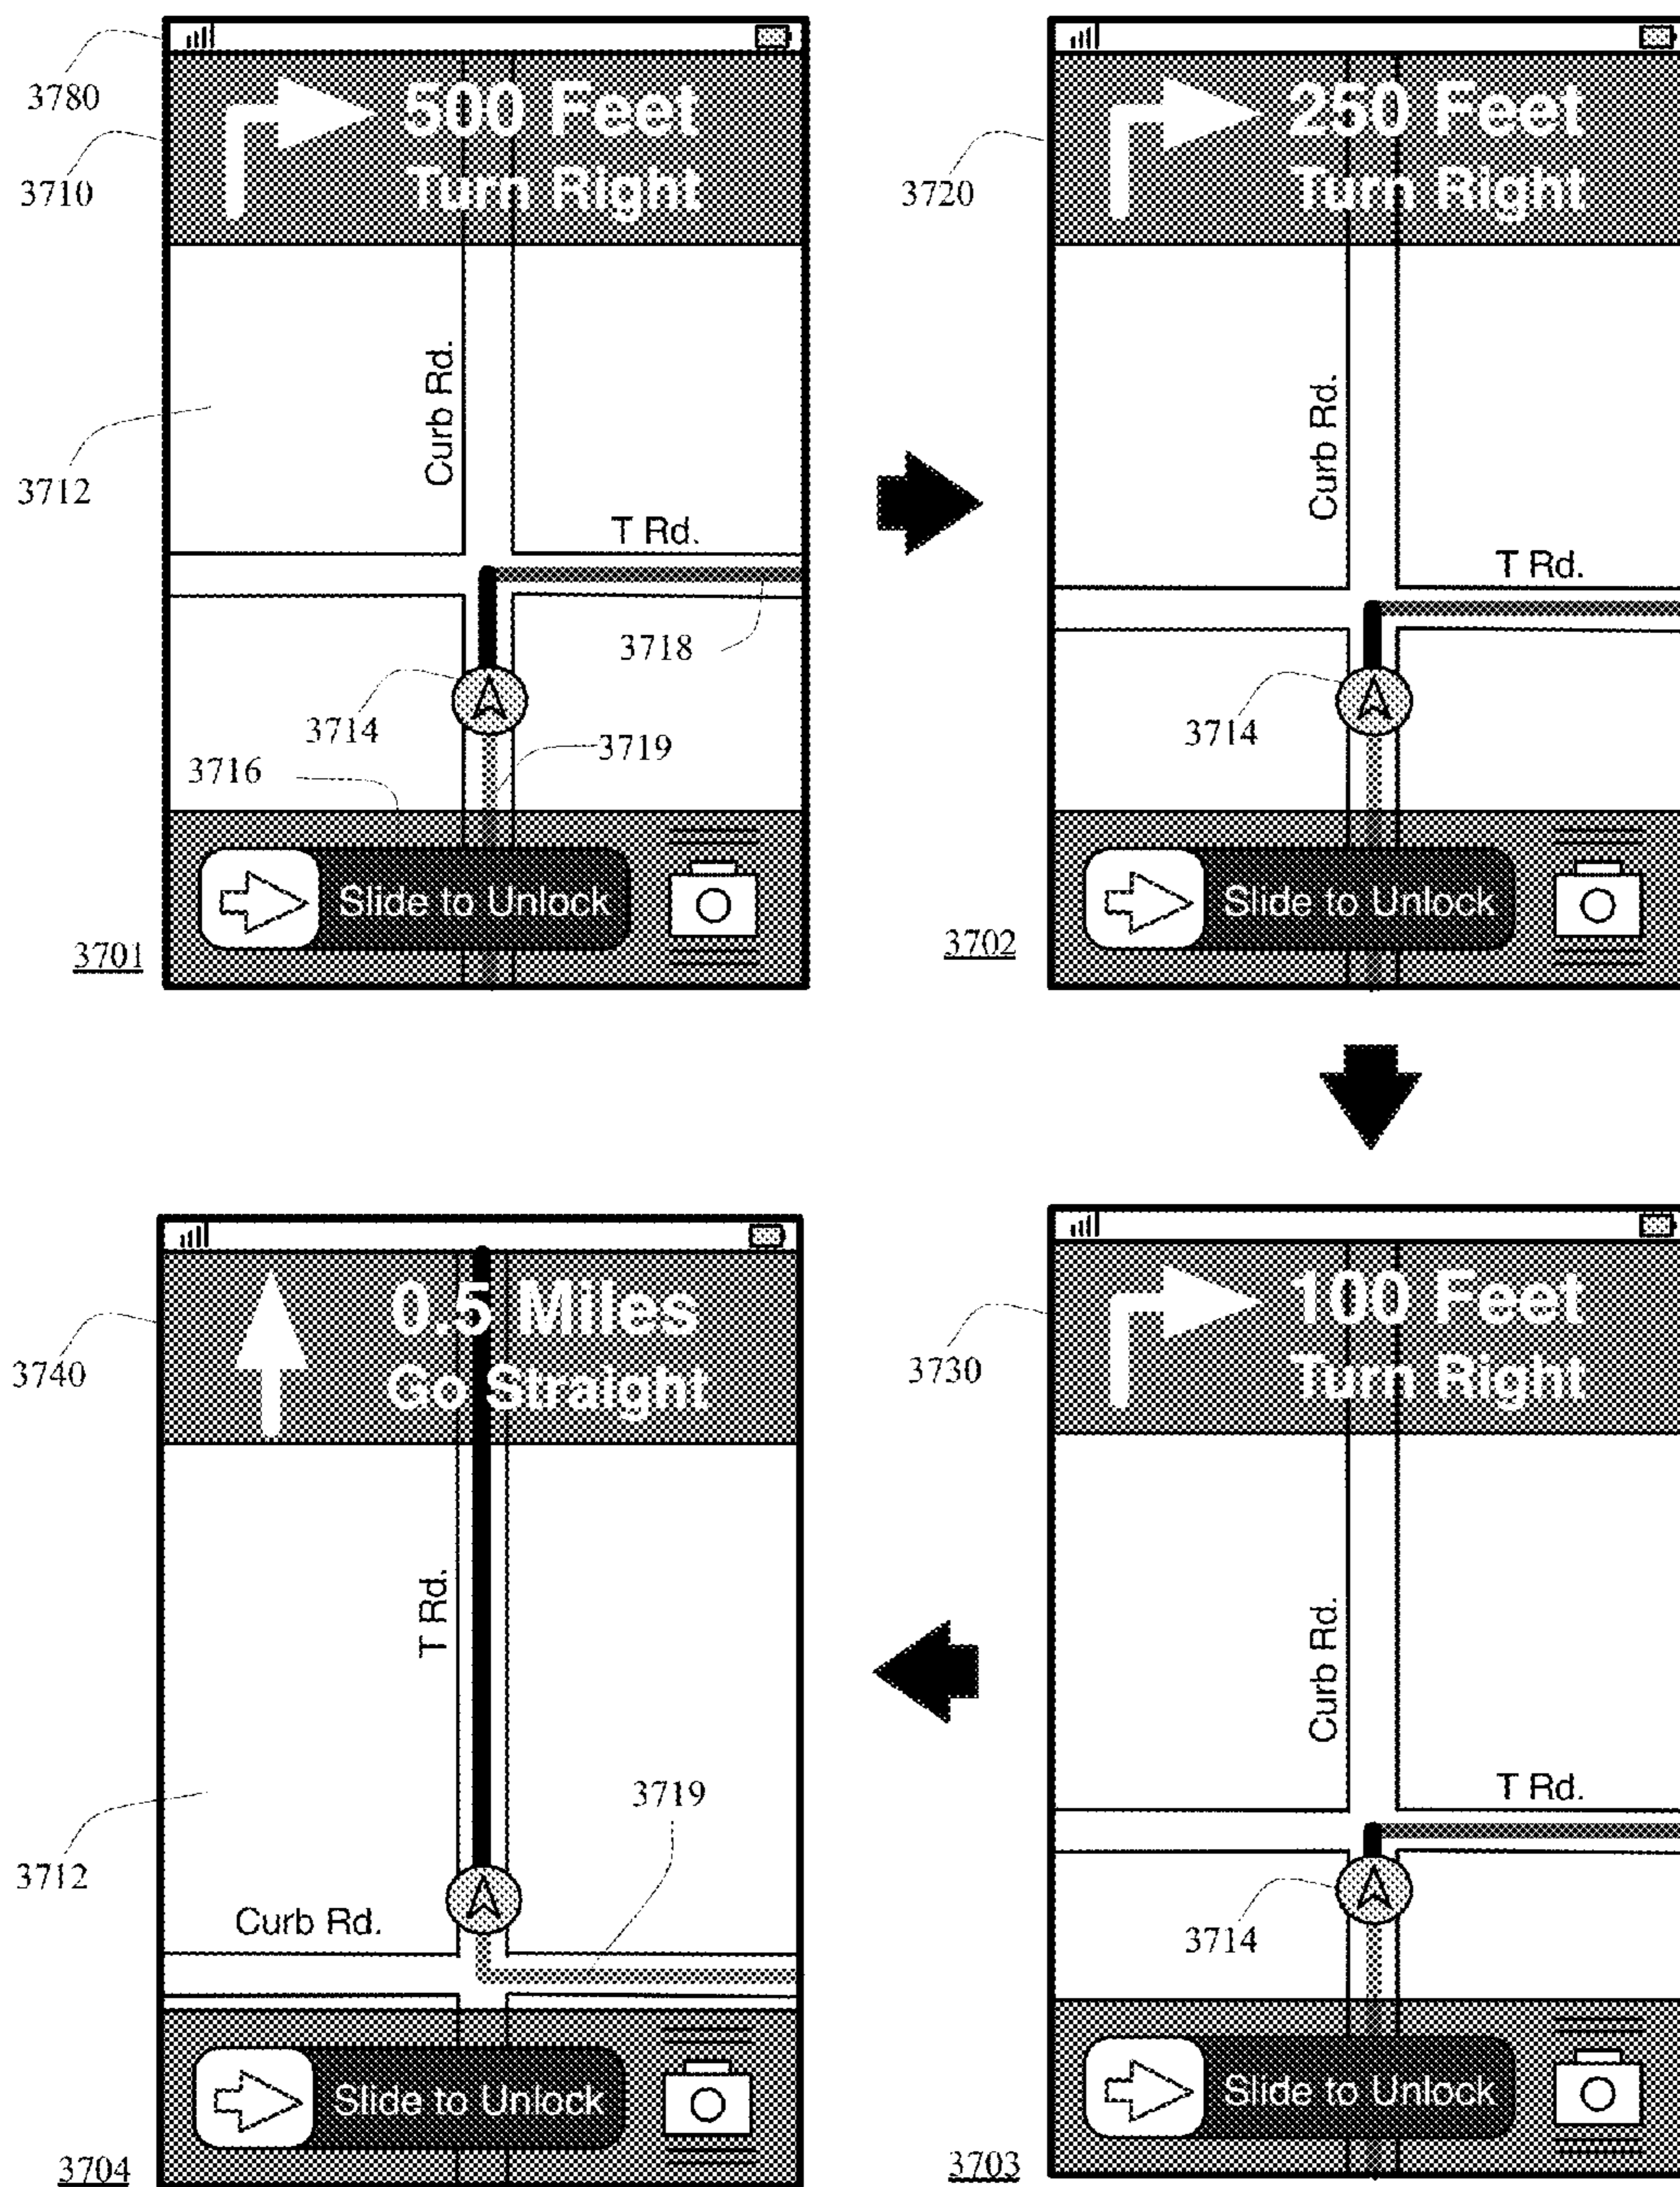 3780
3710
500 Feet
Turn Right
3712
Curb Rd.
T Rd.
3718
3714
3719
3716
Slide to Unlock
3701
3720
250 Feet
Turn Right
Curb Rd.
T Rd.
3714
Slide to Unlock
3702
3740
0.5 Miles
Go Straight
T Rd.
3719
3712
Curb Rd.
Slide to Unlock
3704
3730
100 Feet
Turn Right
Curb Rd.
T Rd.
3714
Slide to Unlock
3703